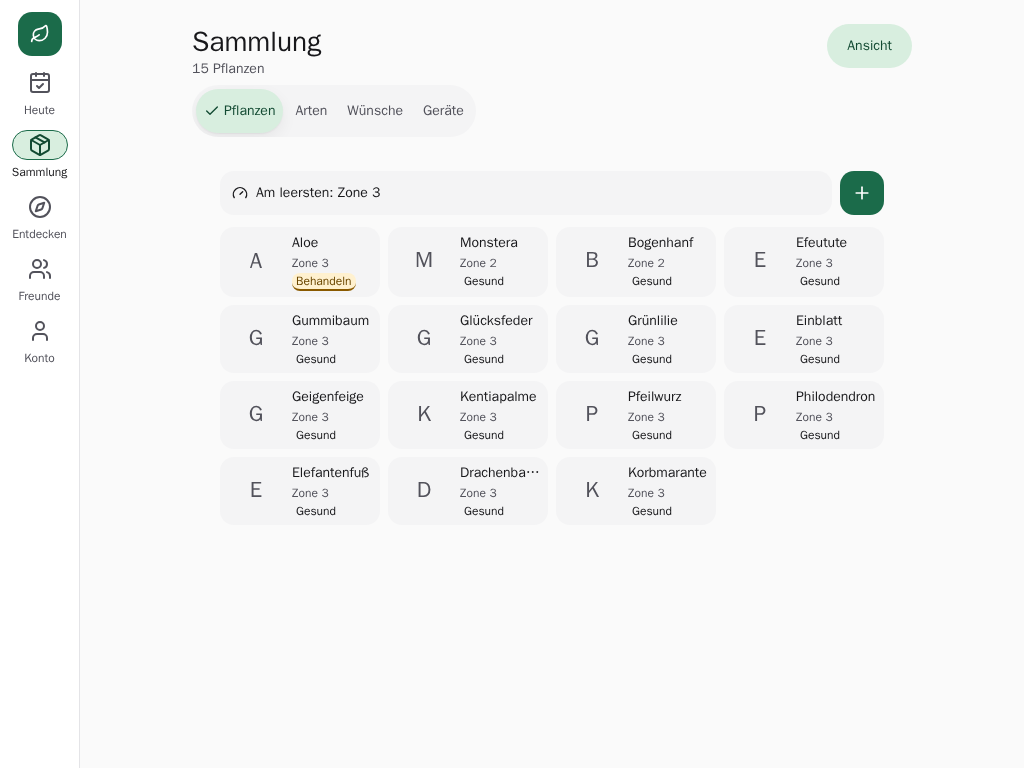 Heute
Sammlung
Entdecken
Freunde
Konto
Sammlung
15 Pflanzen
Ansicht
Pflanzen
Arten
Wünsche
Geräte
Am leersten: Zone 3
A
Aloe
Zone 3
Behandeln
M
Monstera
Zone 2
Gesund
B
Bogenhanf
Zone 2
Gesund
E
Efeutute
Zone 3
Gesund
G
Gummibaum
Zone 3
Gesund
G
Glücksfeder
Zone 3
Gesund
G
Grünlilie
Zone 3
Gesund
E
Einblatt
Zone 3
Gesund
G
Geigenfeige
Zone 3
Gesund
K
Kentiapalme
Zone 3
Gesund
P
Pfeilwurz
Zone 3
Gesund
P
Philodendron
Zone 3
Gesund
E
Elefantenfuß
Zone 3
Gesund
D
Drachenba…
Zone 3
Gesund
K
Korbmarante
Zone 3
Gesund